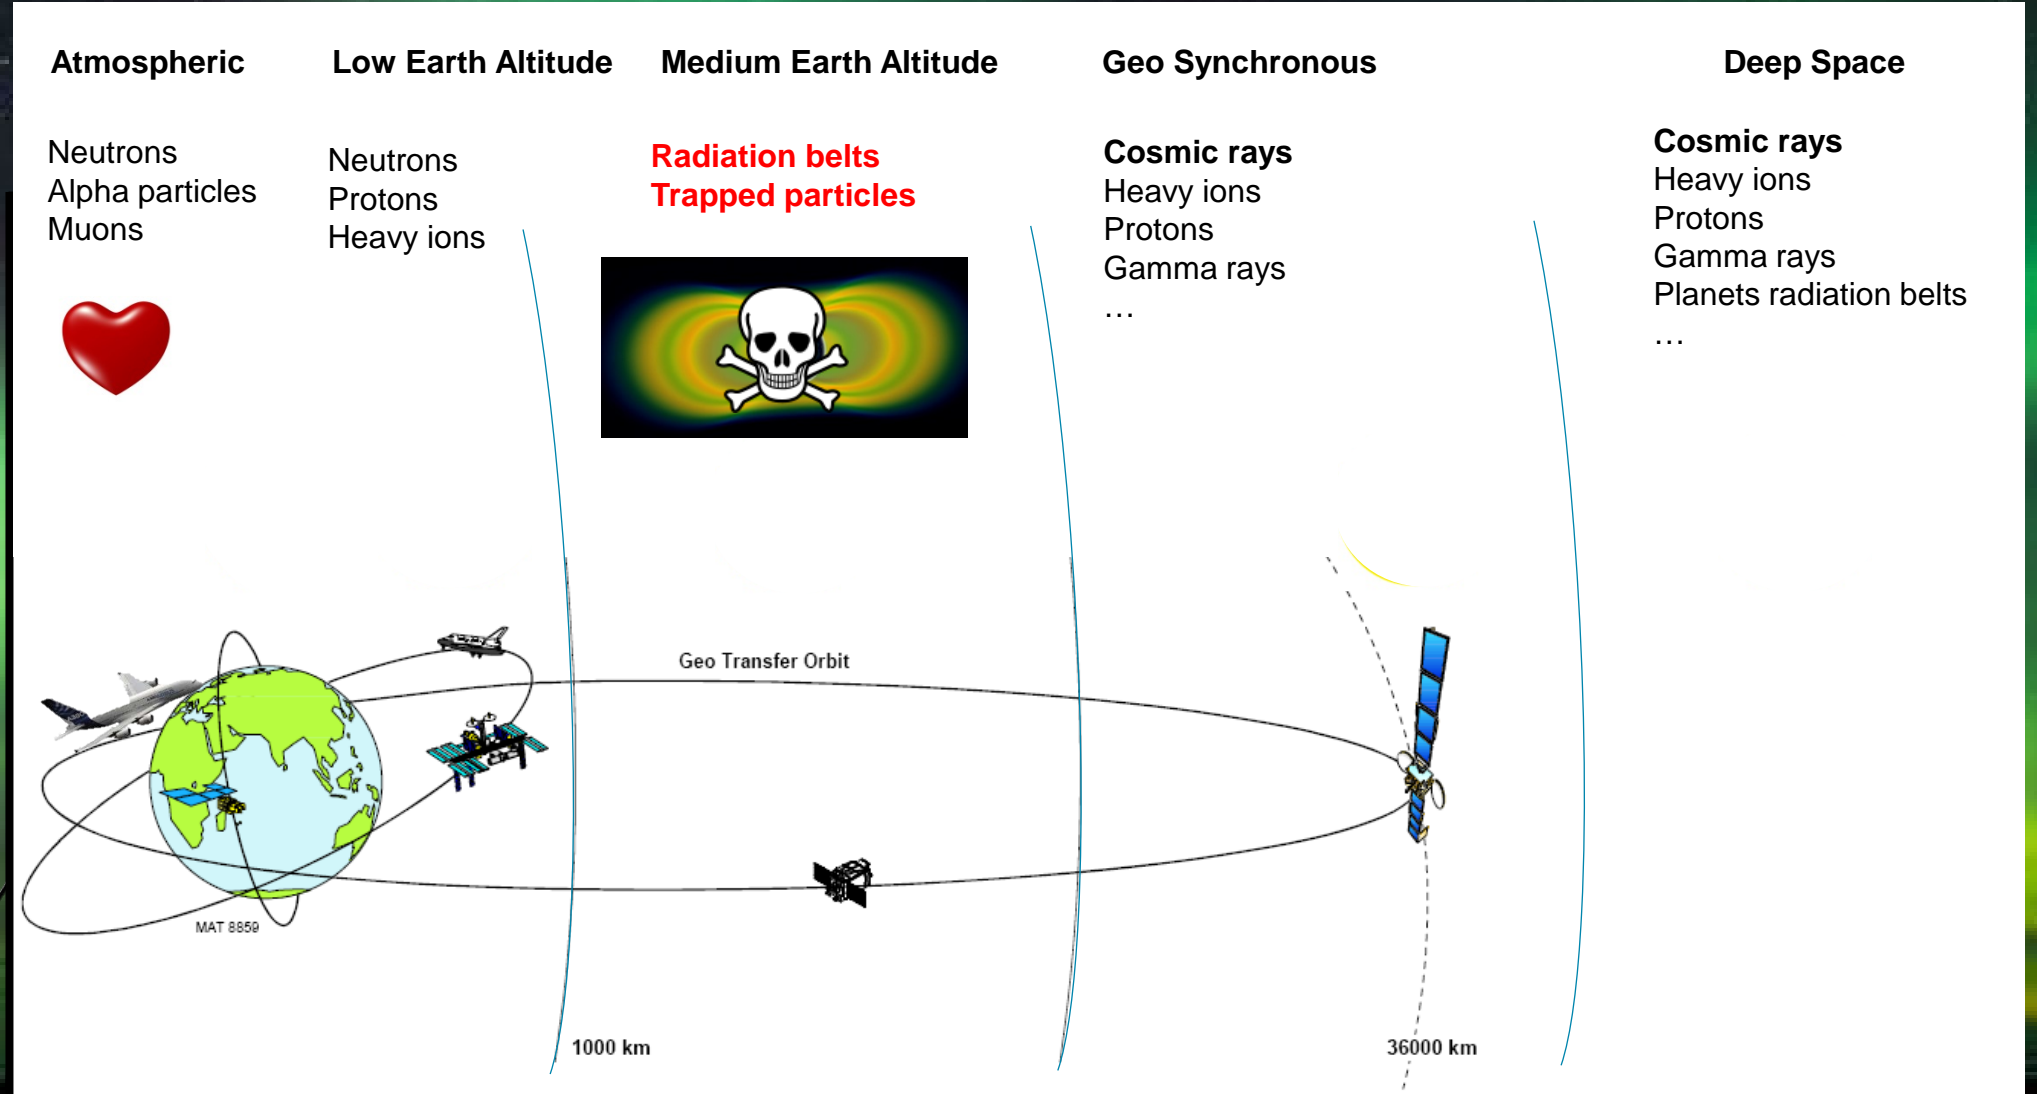 Atmospheric
Neutrons
Alpha particles
Muons
Low Earth Altitude
Neutrons
Protons
Heavy ions
Medium Earth Altitude
Radiation belts
Trapped particles
Geo Synchronous
Cosmic rays
Heavy ions
Protons
Gamma rays
…
Deep Space
Cosmic rays
Heavy ions
Protons
Gamma rays
Planets radiation belts
…
Geo Transfer Orbit
MAT 8859
1000 km
36000 km